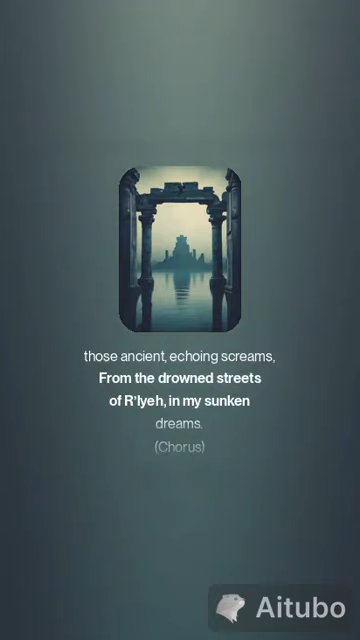 those ancient, echoing screams,
From the drowned streets
of R'lyeh, in my sunken
dreams.
(Chorus)
Aitubo